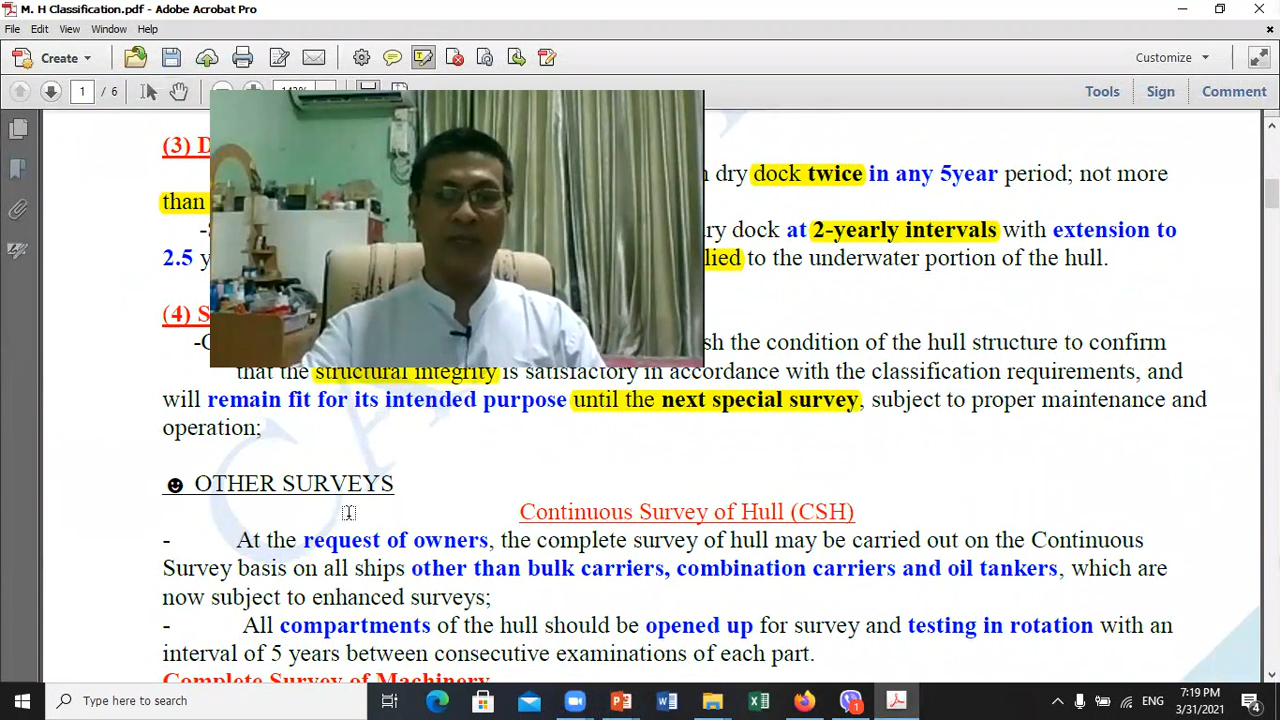 M. H Classification.pdf - Adobe Acrobat Pro
File Edit View Window Help
Create
Customize
1 / 6
Tools Sign Comment
(3) D
n dry dock twice in any 5year period; not more
than
ry dock at 2-yearly intervals with extension to
2.5 y
lied to the underwater portion of the hull.
(4) S
sh the condition of the hull structure to confirm
that the structural integrity is satisfactory in accordance with the classification requirements, and
will remain fit for its intended purpose until the next special survey, subject to proper maintenance and
operation;
☻ OTHER SURVEYS
Continuous Survey of Hull (CSH)
- At the request of owners, the complete survey of hull may be carried out on the Continuous
Survey basis on all ships other than bulk carriers, combination carriers and oil tankers, which are
now subject to enhanced surveys;
- All compartments of the hull should be opened up for survey and testing in rotation with an
interval of 5 years between consecutive examinations of each part.
Complete Survey of Machinery
Type here to search
ENG
7:19 PM
3/31/2021